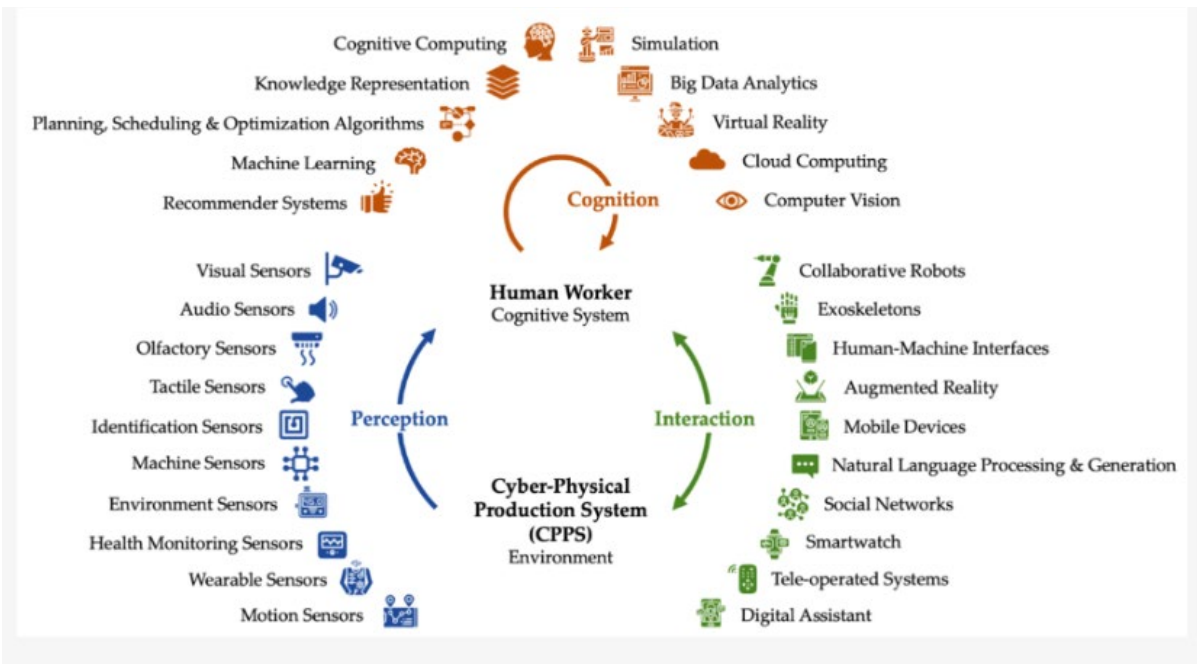 Cognitive Computing
Simulation
Knowledge Representation
Big Data Analytics
Planning, Scheduling & Optimization Algorithms
Virtual Reality
Machine Learning
Cloud Computing
Recommender Systems
Cognition
Computer Vision
Visual Sensors
Audio Sensors
Olfactory Sensors
Tactile Sensors
Identification Sensors
Machine Sensors
Environment Sensors
Health Monitoring Sensors
Wearable Sensors
Motion Sensors
Perception
Human Worker
Cognitive System
Cyber-Physical
Production System
(CPPS)
Environment
Interaction
Collaborative Robots
Exoskeletons
Human-Machine Interfaces
Augmented Reality
Mobile Devices
Natural Language Processing & Generation
Social Networks
Smartwatch
Tele-operated Systems
Digital Assistant